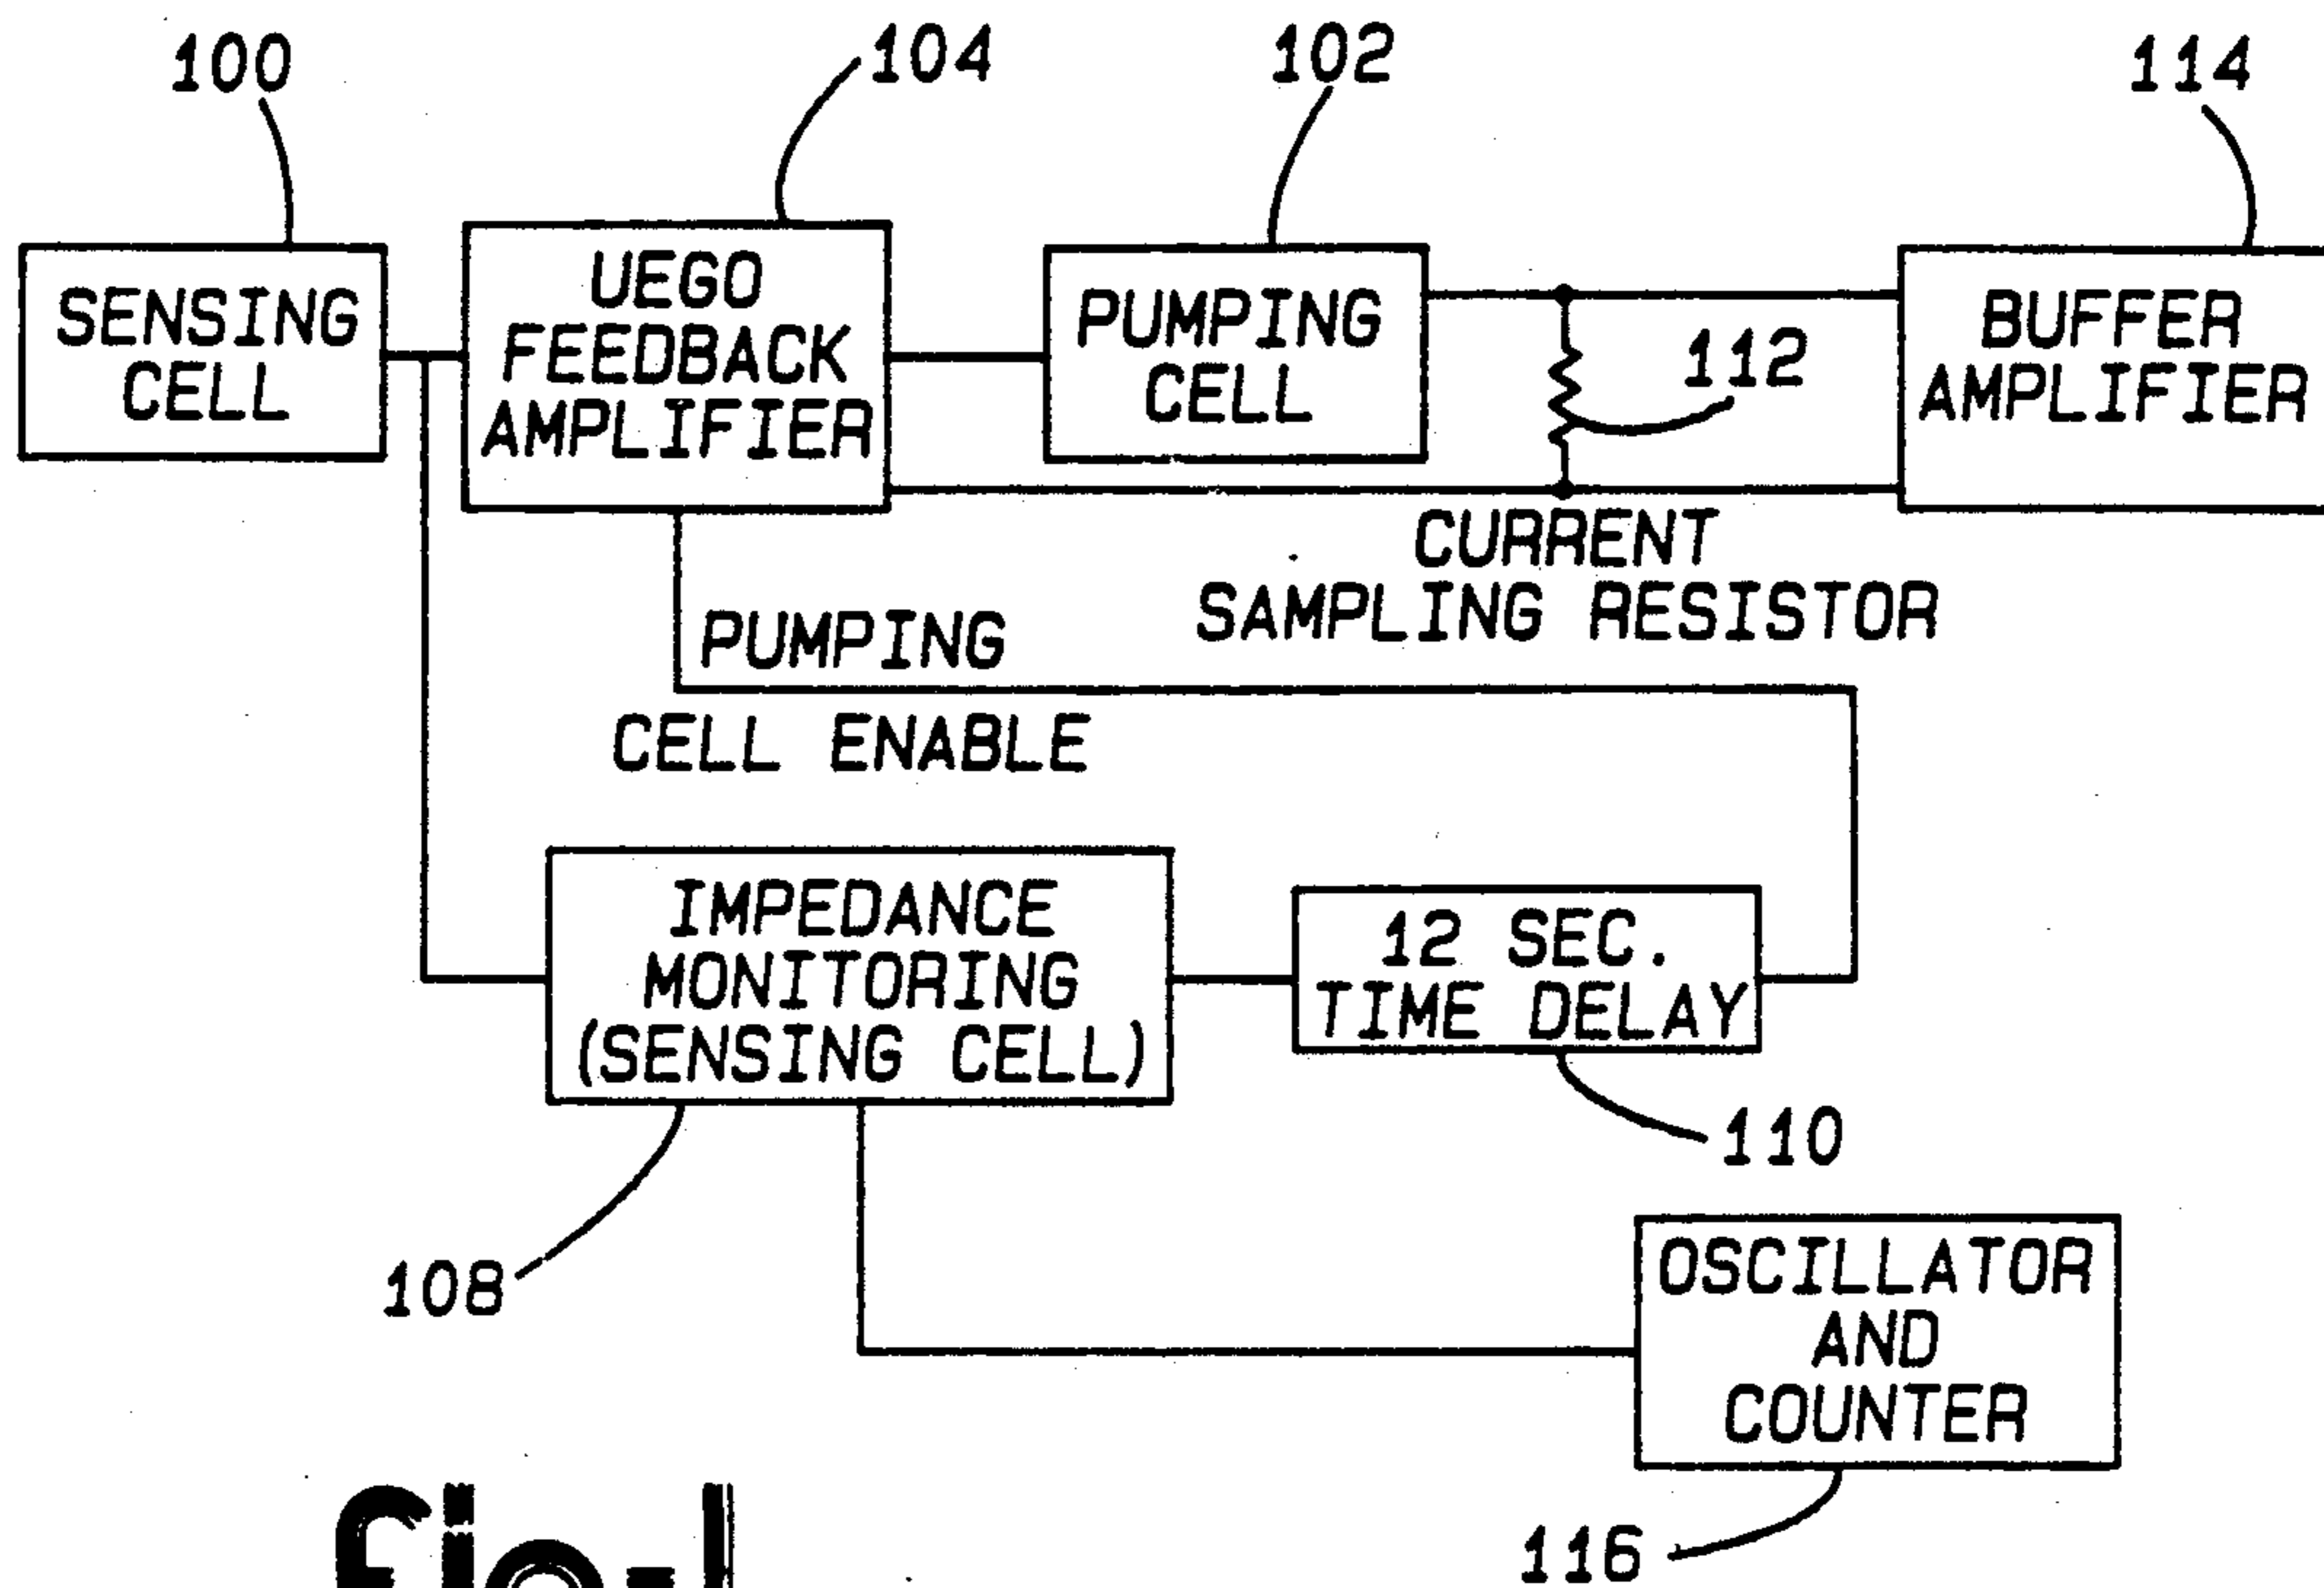 100
104
102
114
SENSING
CELL
UEGO
FEEDBACK
AMPLIFIER
PUMPING
CELL
112
BUFFER
AMPLIFIER
CURRENT
SAMPLING RESISTOR
PUMPING
CELL ENABLE
IMPEDANCE
MONITORING
(SENSING CELL)
12 SEC.
TIME DELAY
110
108
OSCILLATOR
AND
COUNTER
116